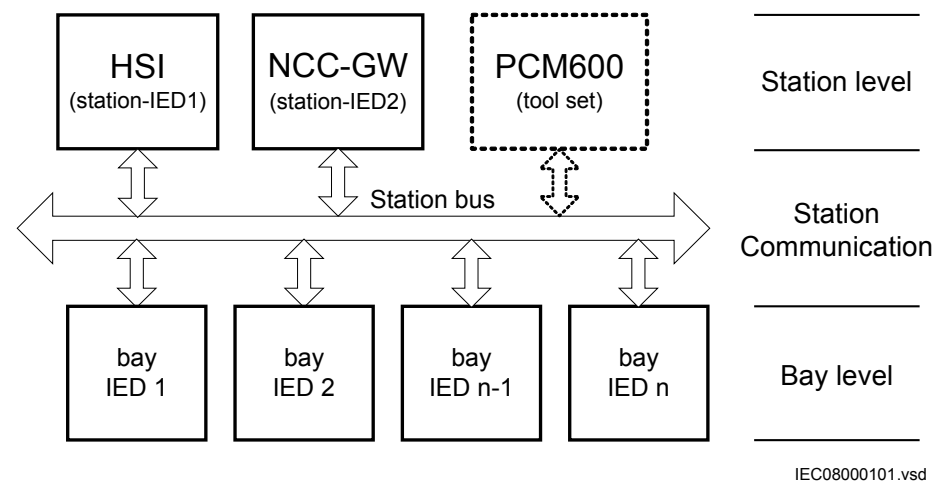 HSI
(station-IED1)
NCC-GW
(station-IED2)
PCM600
(tool set)
Station level
Station bus
Station
Communication
bay
IED 1
bay
IED 2
bay
IED n-1
bay
IED n
Bay level
IEC08000101.vsd